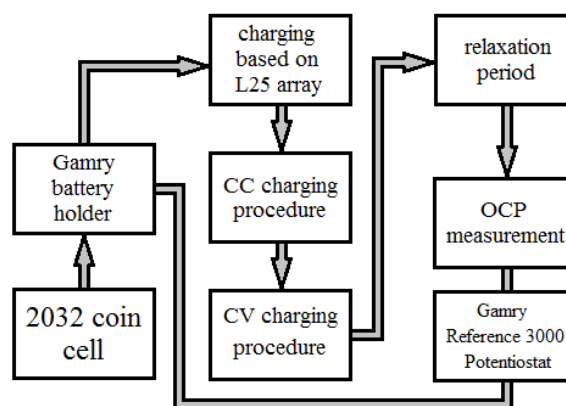 charging
based on
L25 array
relaxation
period
Gamry
battery
holder
CC charging
procedure
OCP
measurement
2032 coin
cell
CV charging
procedure
Gamry
Reference 3000
Potentiostat